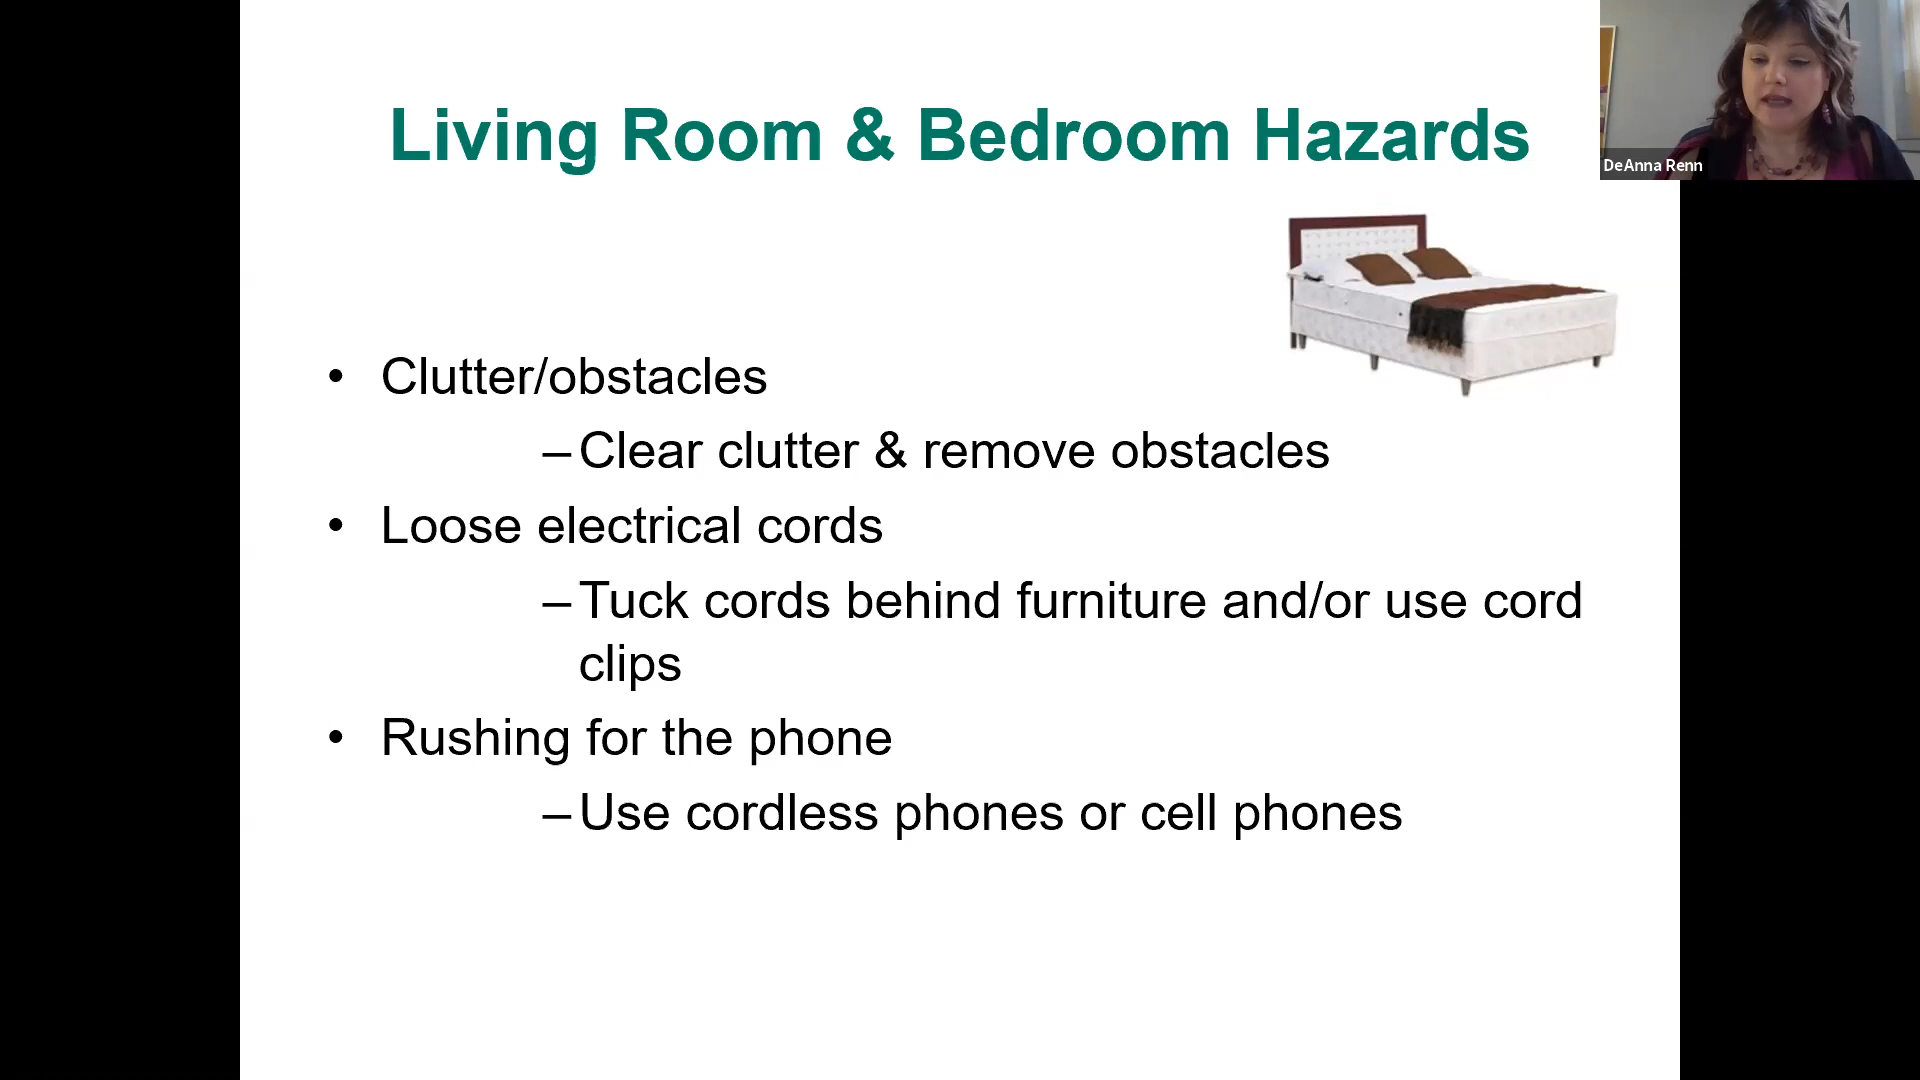 Living Room & Bedroom Hazards
DeAnna Renn
• Clutter/obstacles
– Clear clutter & remove obstacles
• Loose electrical cords
– Tuck cords behind furniture and/or use cord
clips
• Rushing for the phone
– Use cordless phones or cell phones